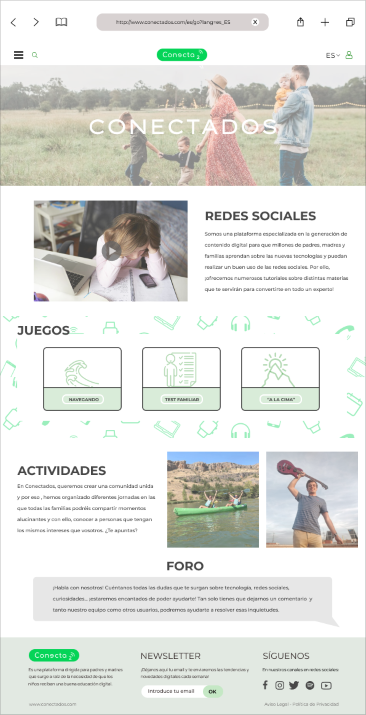 http://www.conectados.com/es/gp?lang=es_ES
X
Conecta
ES
CONECTADOS
REDES SOCIALES
Somos una plataforma especializada en la generación de
contenido digital para que millones de padres, madres y
familias aprendan sobre las nuevas tecnologías y puedan
realizar un buen uso de las redes sociales. Por ello,
¡ofrecemos numerosos tutoriales sobre distintas materias
que te servirán para convertirte en todo un experto!
JUEGOS
NAVEGANDO
TEST FAMILIAR
"A LA CIMA"
ACTIVIDADES
En Conectados, queremos crear una comunidad unida
y por eso , hemos organizado diferentes jornadas en las
que todas las familias podréis compartir momentos
alucinantes y con ello, conocer a personas que tengan
los mismos intereses que vosotros. ¿Te apuntas?
FORO
¡Habla con nosotros! Cuéntanos todas las dudas que te surgan sobre tecnología, redes sociales,
curiosidades... ¡estaremos encantados de poder ayudarte! Tan solo tienes que dejarnos un comentario y
tanto nuestro equipo como otros usuarios, podremos ayudarte a resolver esas inquietudes.
Conecta
NEWSLETTER
SÍGUENOS
Es una plataforma dirigida para padres y madres
que surge a raíz de la necesidad de que los
niños reciban una buena educación digital.
¡Déjanos aquí tu email y te enviaremos las tendencias y
novedades digitales cada semana!
En nuestros canales en redes sociales
Introduce tu email
OK
www.conectados.com
Aviso Legal - Política de Privacidad